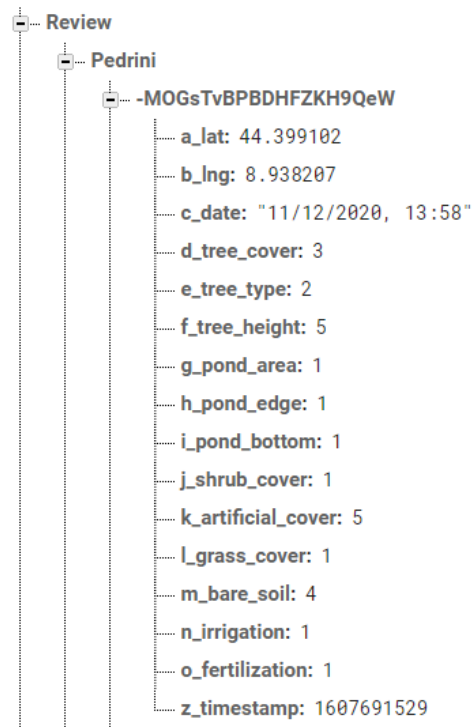 Review
Pedrini
-MOGsTvBPBDHFZKH9QeW
a_lat: 44.399102
b_lng: 8.938207
c_date: "11/12/2020, 13:58"
d_tree_cover: 3
e_tree_type: 2
f_tree_height: 5
g_pond_area: 1
h_pond_edge: 1
i_pond_bottom: 1
j_shrub_cover: 1
k_artificial_cover: 5
l_grass_cover: 1
m_bare_soil: 4
n_irrigation: 1
o_fertilization: 1
z_timestamp: 1607691529